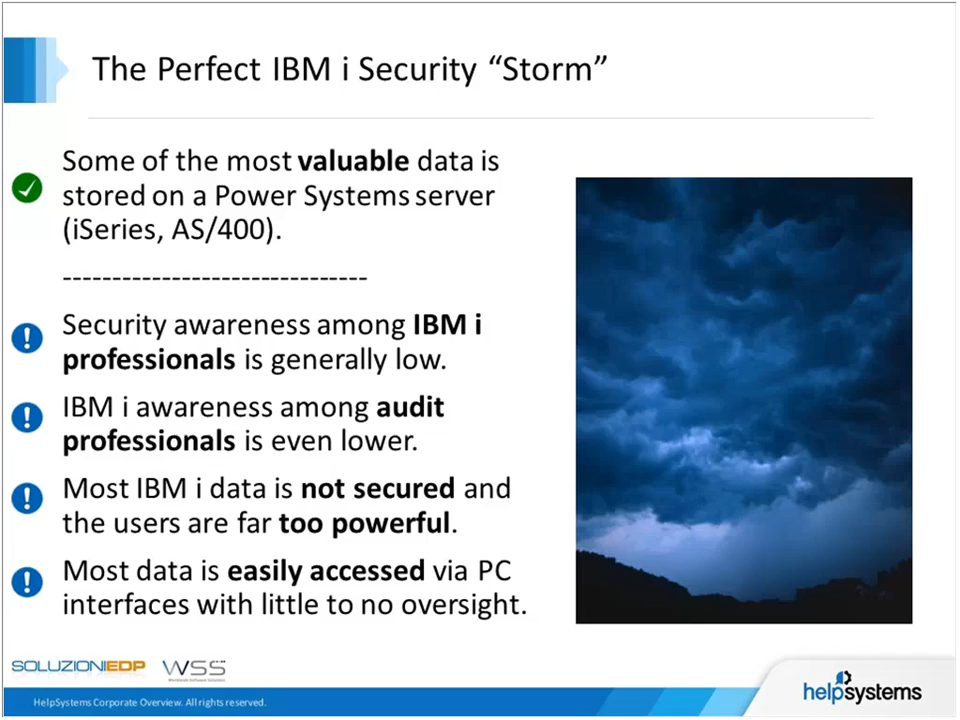 The Perfect IBM i Security “Storm”
Some of the most valuable data is
stored on a Power Systems server
(iSeries, AS/400).
------------------------------
Security awareness among IBM i
professionals is generally low.
IBM i awareness among audit
professionals is even lower.
Most IBM i data is not secured and
the users are far too powerful.
Most data is easily accessed via PC
interfaces with little to no oversight.
SOLUZIONIEDP WSS
Worldwide Software Solutions
HelpSystems Corporate Overview. All rights reserved.
helpsystems